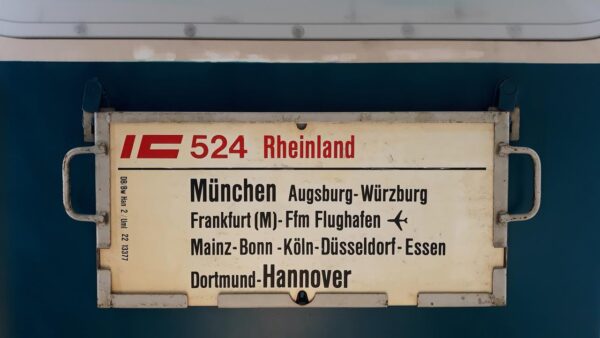 IC 524 Rheinland
München Augsburg-Würzburg
Frankfurt (M)-Ffm Flughafen
Mainz-Bonn-Köln-Düsseldorf-Essen
Dortmund-Hannover